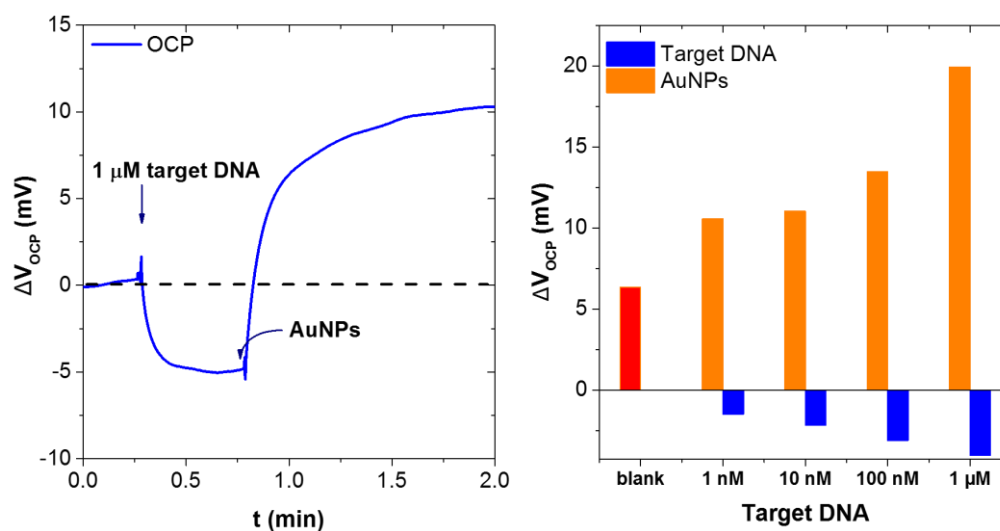 15
10
5
0
-5
-10
ΔV_OCP (mV)
OCP
1 μM target DNA
AuNPs
0.0 0.5 1.0 1.5 2.0
t (min)
20
15
10
5
0
ΔV_OCP (mV)
Target DNA
AuNPs
blank 1 nM 10 nM 100 nM 1 μM
Target DNA